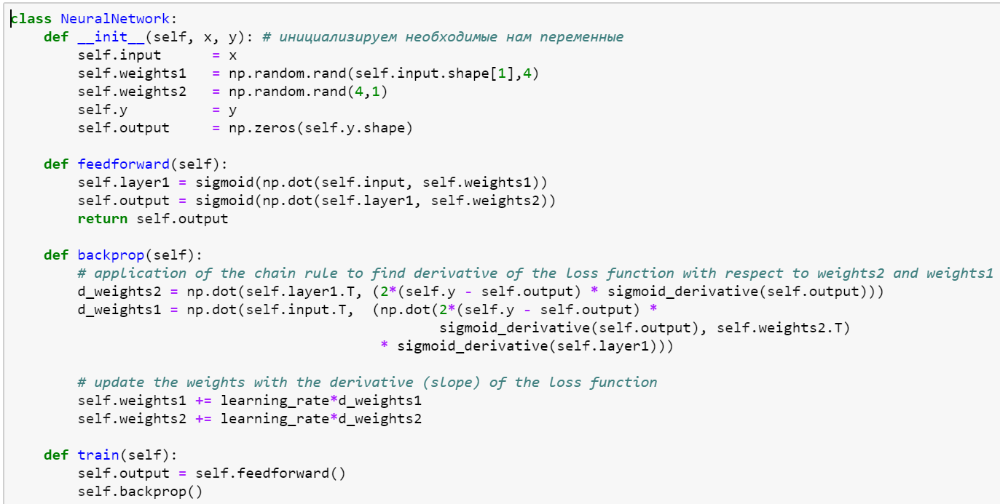 class NeuralNetwork:
    def __init__(self, x, y): # инициализируем необходимые нам переменные
        self.input      = x
        self.weights1   = np.random.rand(self.input.shape[1],4)
        self.weights2   = np.random.rand(4,1)
        self.y          = y
        self.output     = np.zeros(self.y.shape)
    def feedforward(self):
        self.layer1 = sigmoid(np.dot(self.input, self.weights1))
        self.output = sigmoid(np.dot(self.layer1, self.weights2))
        return self.output
    def backprop(self):
        # application of the chain rule to find derivative of the loss function with respect to weights2 and weights1
        d_weights2 = np.dot(self.layer1.T, (2*(self.y - self.output) * sigmoid_derivative(self.output)))
        d_weights1 = np.dot(self.input.T,  (np.dot(2*(self.y - self.output) *
                                                   sigmoid_derivative(self.output), self.weights2.T)
                                            * sigmoid_derivative(self.layer1)))
        # update the weights with the derivative (slope) of the loss function
        self.weights1 += learning_rate*d_weights1
        self.weights2 += learning_rate*d_weights2
    def train(self):
        self.output = self.feedforward()
        self.backprop()